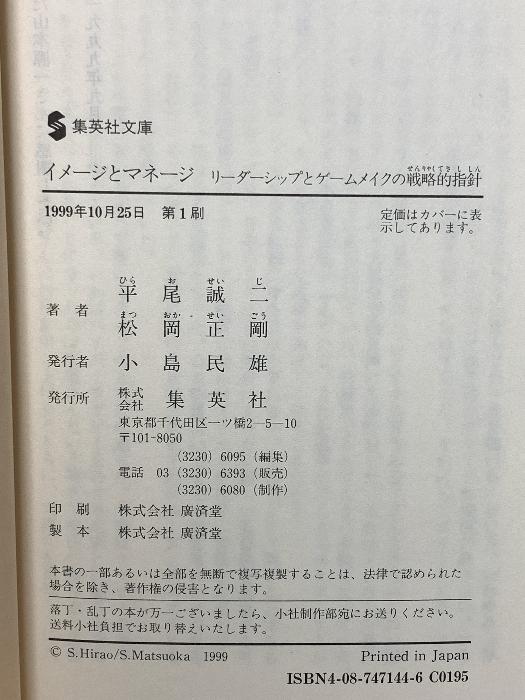 集英社文庫
イメージとマネージ リーダーシップとゲームメイクの戦略的指針
せんりゃくてきししん
1999年10月25日 第1刷
定価はカバーに表
示してあります。
ひら お せい じ
平尾誠二
著者
まつ おか せい ごう
松岡正剛
発行者 小島民雄
発行所 株式会社 集英社
東京都千代田区一ツ橋2—5—10
〒101-8050
(3230) 6095 (編集)
電話 03 (3230) 6393 (販売)
(3230) 6080 (制作)
印刷 株式会社 廣済堂
製本 株式会社 廣済堂
本書の一部あるいは全部を無断で複写複製することは、法律で認められた
場合を除き、著作権の侵害となります。
落丁・乱丁の本が万一ございましたら、小社制作部宛にお送りください。
送料小社負担でお取り替えいたします。
© S.Hirao/S.Matsuoka 1999
Printed in Japan
ISBN4-08-747144-6 C0195